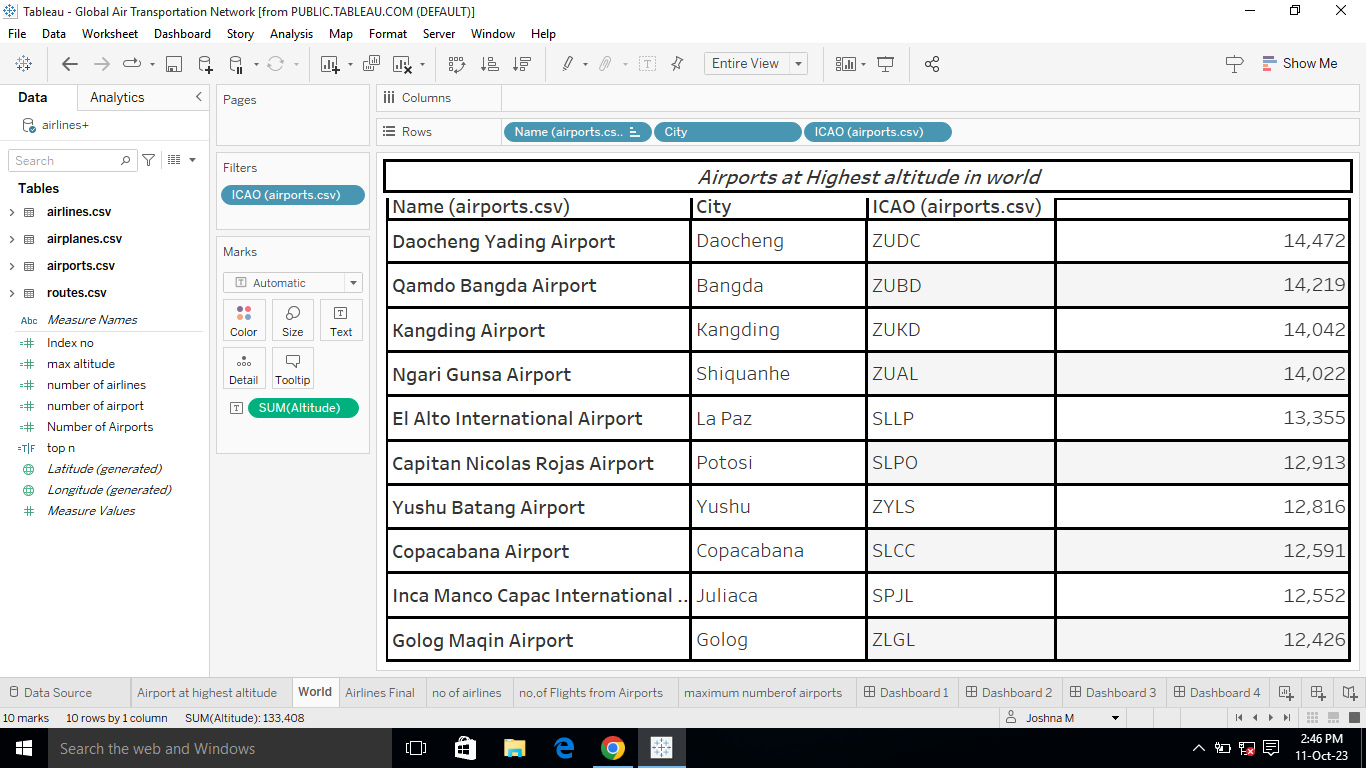 Tableau - Global Air Transportation Network [from PUBLIC.TABLEAU.COM (DEFAULT)]
File Data Worksheet Dashboard Story Analysis Map Format Server Window Help
Entire View Show Me
Data Analytics
airlines+
Search
Tables
airlines.csv
airplanes.csv
airports.csv
routes.csv
Abc Measure Names
Index no
max altitude
number of airlines
number of airport
Number of Airports
=T|F top n
Latitude (generated)
Longitude (generated)
Measure Values
Pages
Filters
ICAO (airports.csv)
Marks
Automatic
Color Size Text
Detail Tooltip
SUM(Altitude)
Columns
Rows Name (airports.cs.. City ICAO (airports.csv)
Airports at Highest altitude in world
Name (airports.csv) City ICAO (airports.csv)
Daocheng Yading Airport Daocheng ZUDC 14,472
Qamdo Bangda Airport Bangda ZUBD 14,219
Kangding Airport Kangding ZUKD 14,042
Ngari Gunsa Airport Shiquanhe ZUAL 14,022
El Alto International Airport La Paz SLLP 13,355
Capitan Nicolas Rojas Airport Potosi SLPO 12,913
Yushu Batang Airport Yushu ZYLS 12,816
Copacabana Airport Copacabana SLCC 12,591
Inca Manco Capac International .. Juliaca SPJL 12,552
Golog Maqin Airport Golog ZLGL 12,426
Data Source Airport at highest altitude World Airlines Final no of airlines no,of Flights from Airports maximum numberof airports Dashboard 1 Dashboard 2 Dashboard 3 Dashboard 4
10 marks 10 rows by 1 column SUM(Altitude): 133,408 Joshna M
Search the web and Windows
2:46 PM
11-Oct-23